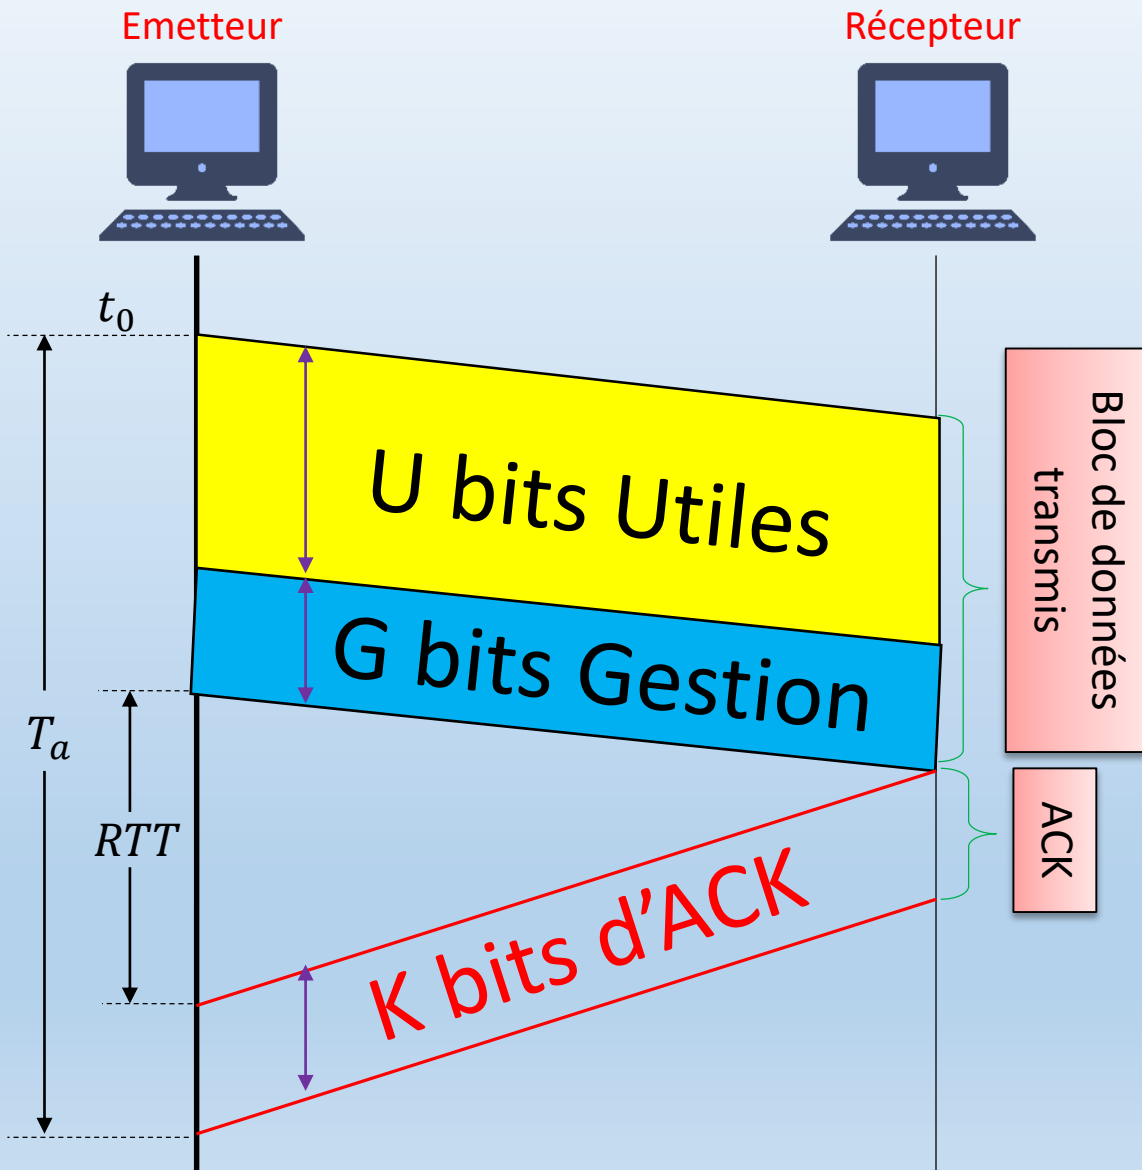 Emetteur
Récepteur
t₀
U bits Utiles
G bits Gestion
Bloc de données
transmis
Tₐ
RTT
ACK
K bits d’ACK